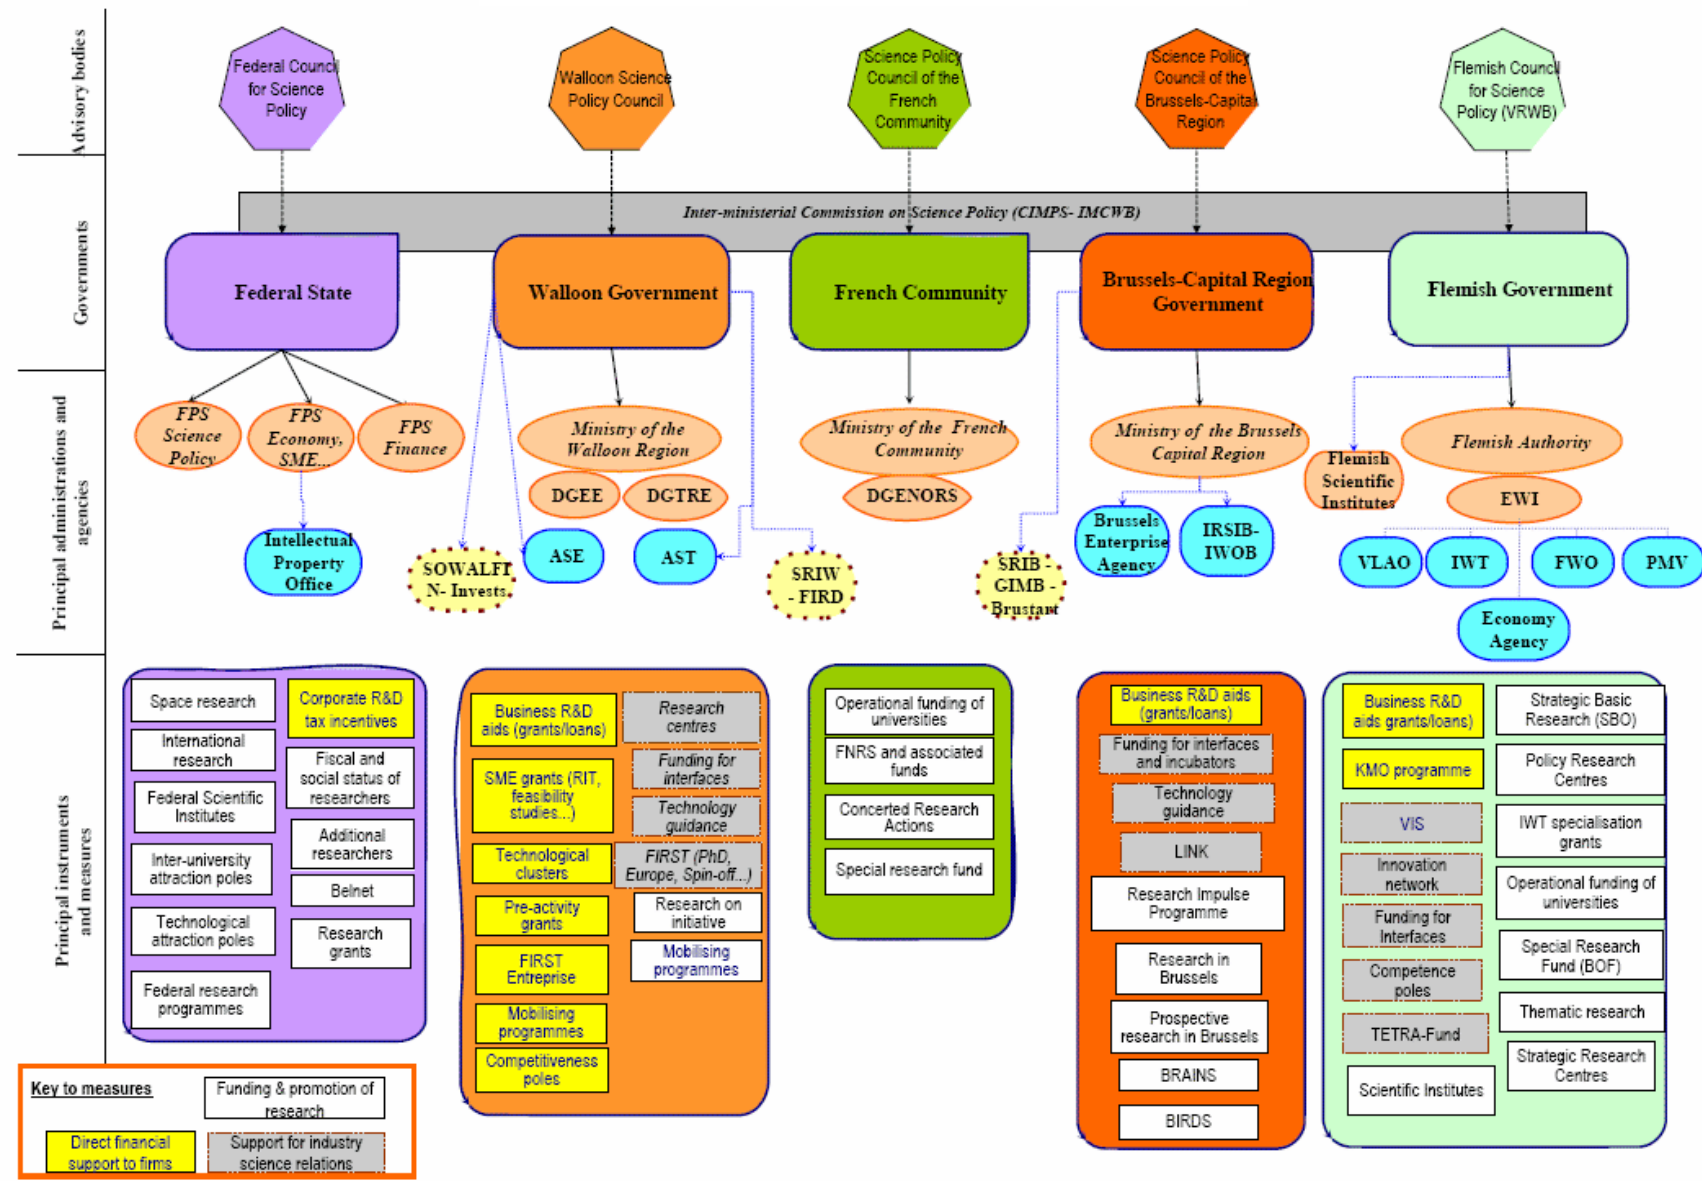 Advisory bodies
Federal Council
for Science
Policy
Walloon Science
Policy Council
Science Policy
Council of the
French
Community
Science Policy
Council of the
Brussels-Capital
Region
Flemish Council
for Science
Policy (VRWB)
Governments
Inter-ministerial Commission on Science Policy (CIMPS- IMCWB)
Federal State
Walloon Government
French Community
Brussels-Capital Region
Government
Flemish Government
Principal administrations and
agencies
FPS
Science
Policy
FPS
Economy,
SME...
FPS
Finance
Ministry of the
Walloon Region
DGEE
DGTRE
Ministry of the French
Community
DGENORS
Ministry of the Brussels
Capital Region
Flemish
Scientific
Institutes
Flemish Authority
EWI
Intellectual
Property
Office
SOWALFI
N- Invests
ASE
AST
SRIW
- FIRD
SRIB -
GIMB -
Brustart
Brussels
Enterprise
Agency
IRSIB-
IWOB
VLAO
IWT
FWO
PMV
Economy
Agency
Principal instruments
and measures
Space research
International
research
Federal Scientific
Institutes
Inter-university
attraction poles
Technological
attraction poles
Federal research
programmes
Corporate R&D
tax incentives
Fiscal and
social status of
researchers
Additional
researchers
Belnet
Research
grants
Business R&D
aids (grants/loans)
SME grants (RIT,
feasibility
studies...)
Technological
clusters
Pre-activity
grants
FIRST
Entreprise
Mobilising
programmes
Competitiveness
poles
Research
centres
Funding for
interfaces
Technology
guidance
FIRST (PhD,
Europe, Spin-off...)
Research on
initiative
Mobilising
programmes
Operational funding of
universities
FNRS and associated
funds
Concerted Research
Actions
Special research fund
Business R&D aids
(grants/loans)
Funding for interfaces
and incubators
Technology
guidance
LINK
Research Impulse
Programme
Research in
Brussels
Prospective
research in Brussels
BRAINS
BIRDS
Business R&D
aids grants/loans)
KMO programme
VIS
Innovation
network
Funding for
Interfaces
Competence
poles
TETRA-Fund
Scientific Institutes
Strategic Basic
Research (SBO)
Policy Research
Centres
IWT specialisation
grants
Operational funding of
universities
Special Research
Fund (BOF)
Thematic research
Strategic Research
Centres
Key to measures
Funding & promotion of
research
Direct financial
support to firms
Support for industry
science relations